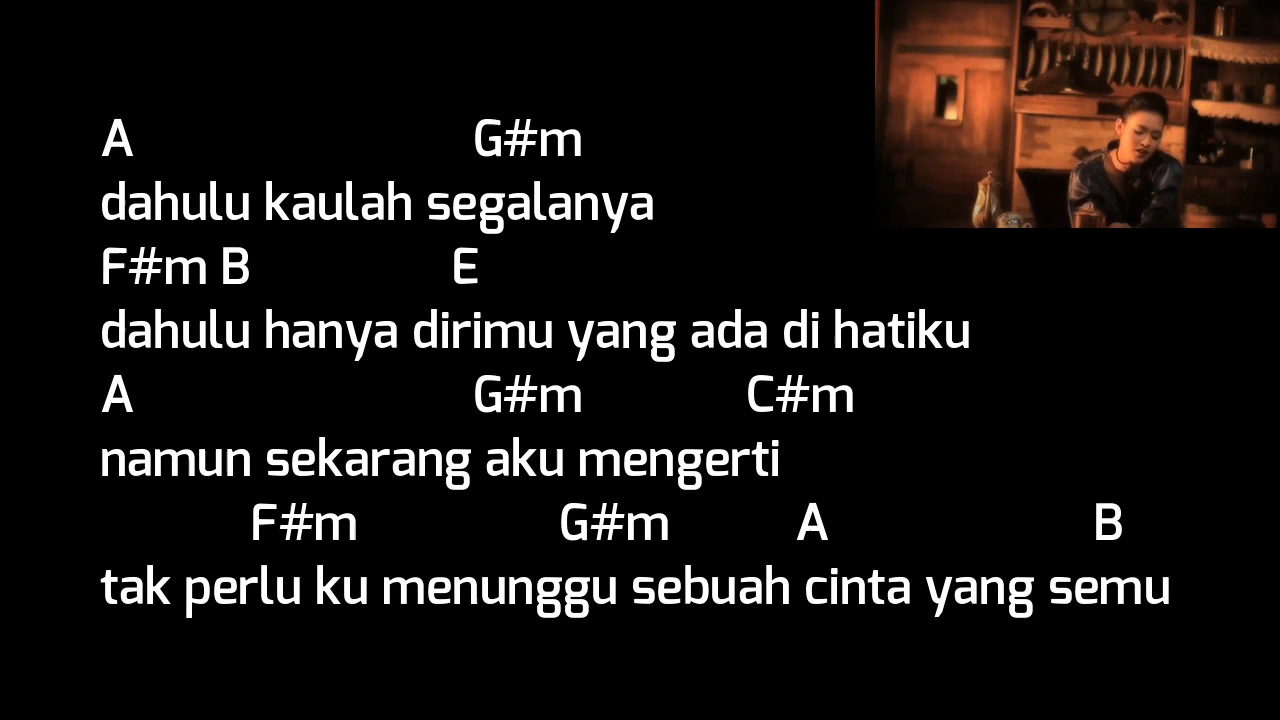 A G#m
dahulu kaulah segalanya
F#m B E
dahulu hanya dirimu yang ada di hatiku
A G#m C#m
namun sekarang aku mengerti
F#m G#m A B
tak perlu ku menunggu sebuah cinta yang semu